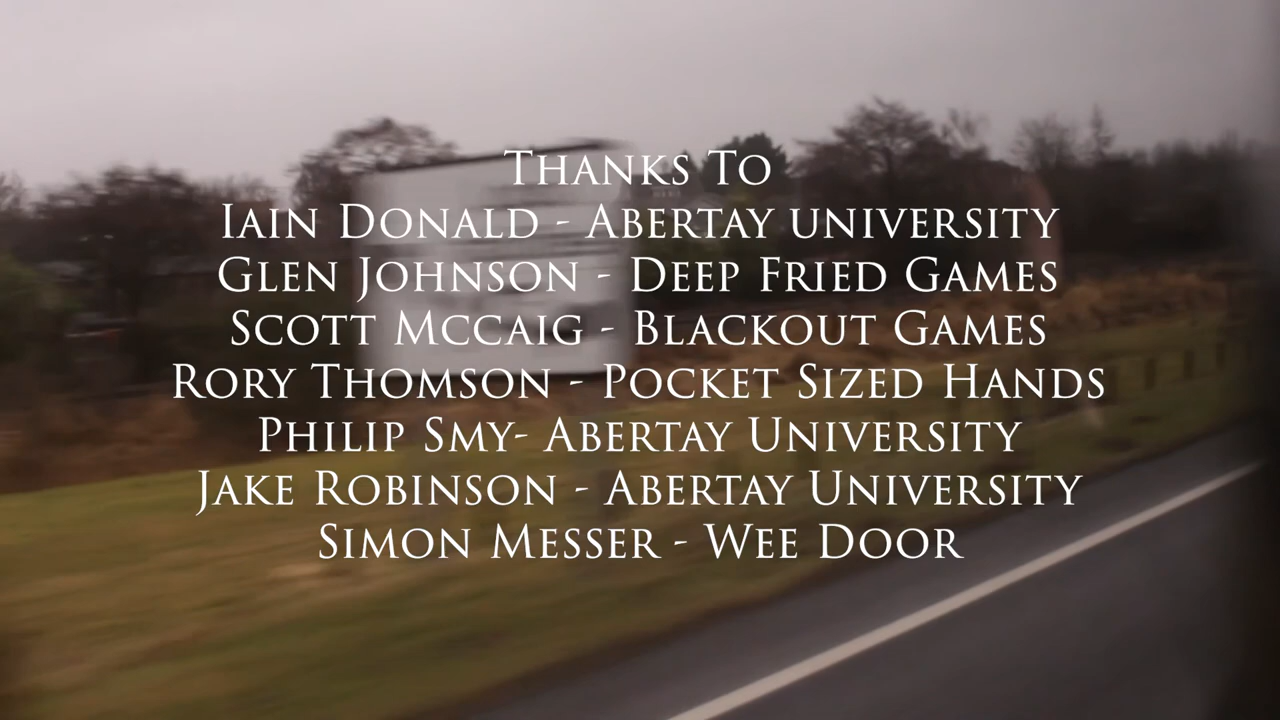 Thanks To
Iain Donald - Abertay university
Glen Johnson - Deep Fried Games
Scott Mccaig - Blackout Games
Rory Thomson - Pocket Sized Hands
Philip Smy- Abertay University
Jake Robinson - Abertay University
Simon Messer - Wee Door